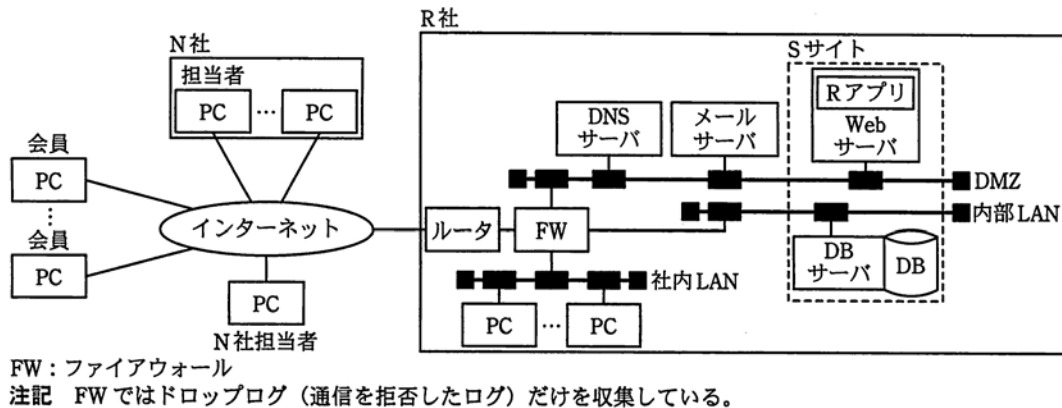 R社
N社
担当者
PC
…
PC
会員
PC
会員
PC
インターネット
PC
N社担当者
ルータ
FW
DNS
サーバ
メール
サーバ
Sサイト
Rアプリ
Web
サーバ
DMZ
内部LAN
DB
サーバ
DB
社内LAN
PC
…
PC
FW：ファイアウォール
注記 FWではドロップログ（通信を拒否したログ）だけを収集している。